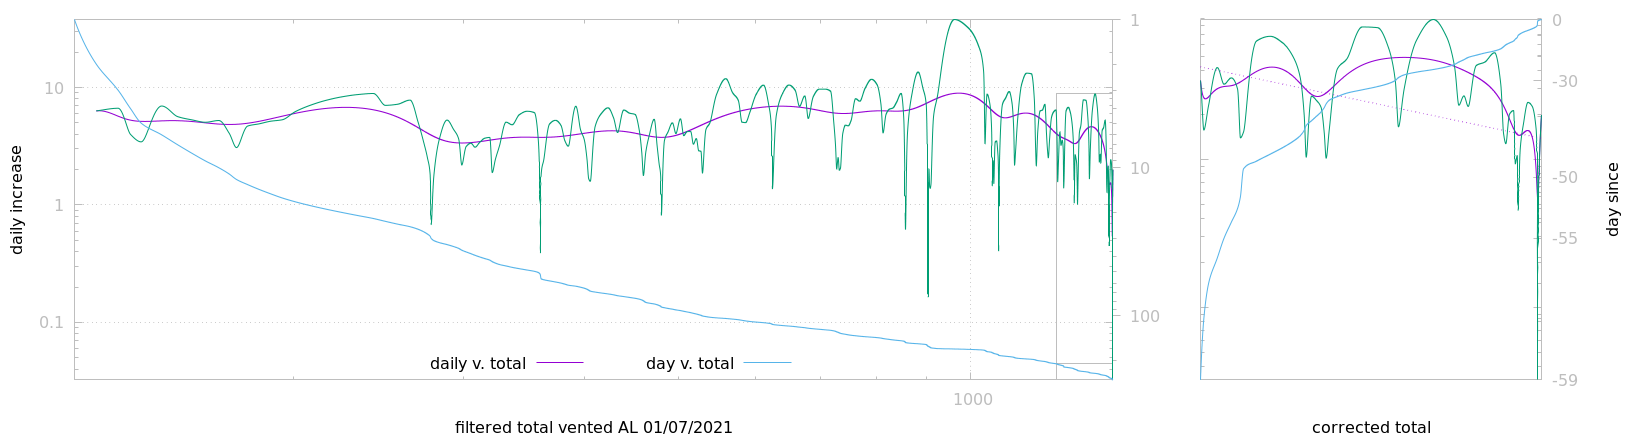 daily increase
10
1
0.1
daily v. total
day v. total
1000
filtered total vented AL 01/07/2021
1
10
100
0
-30
-50
-55
-59
day since
corrected total